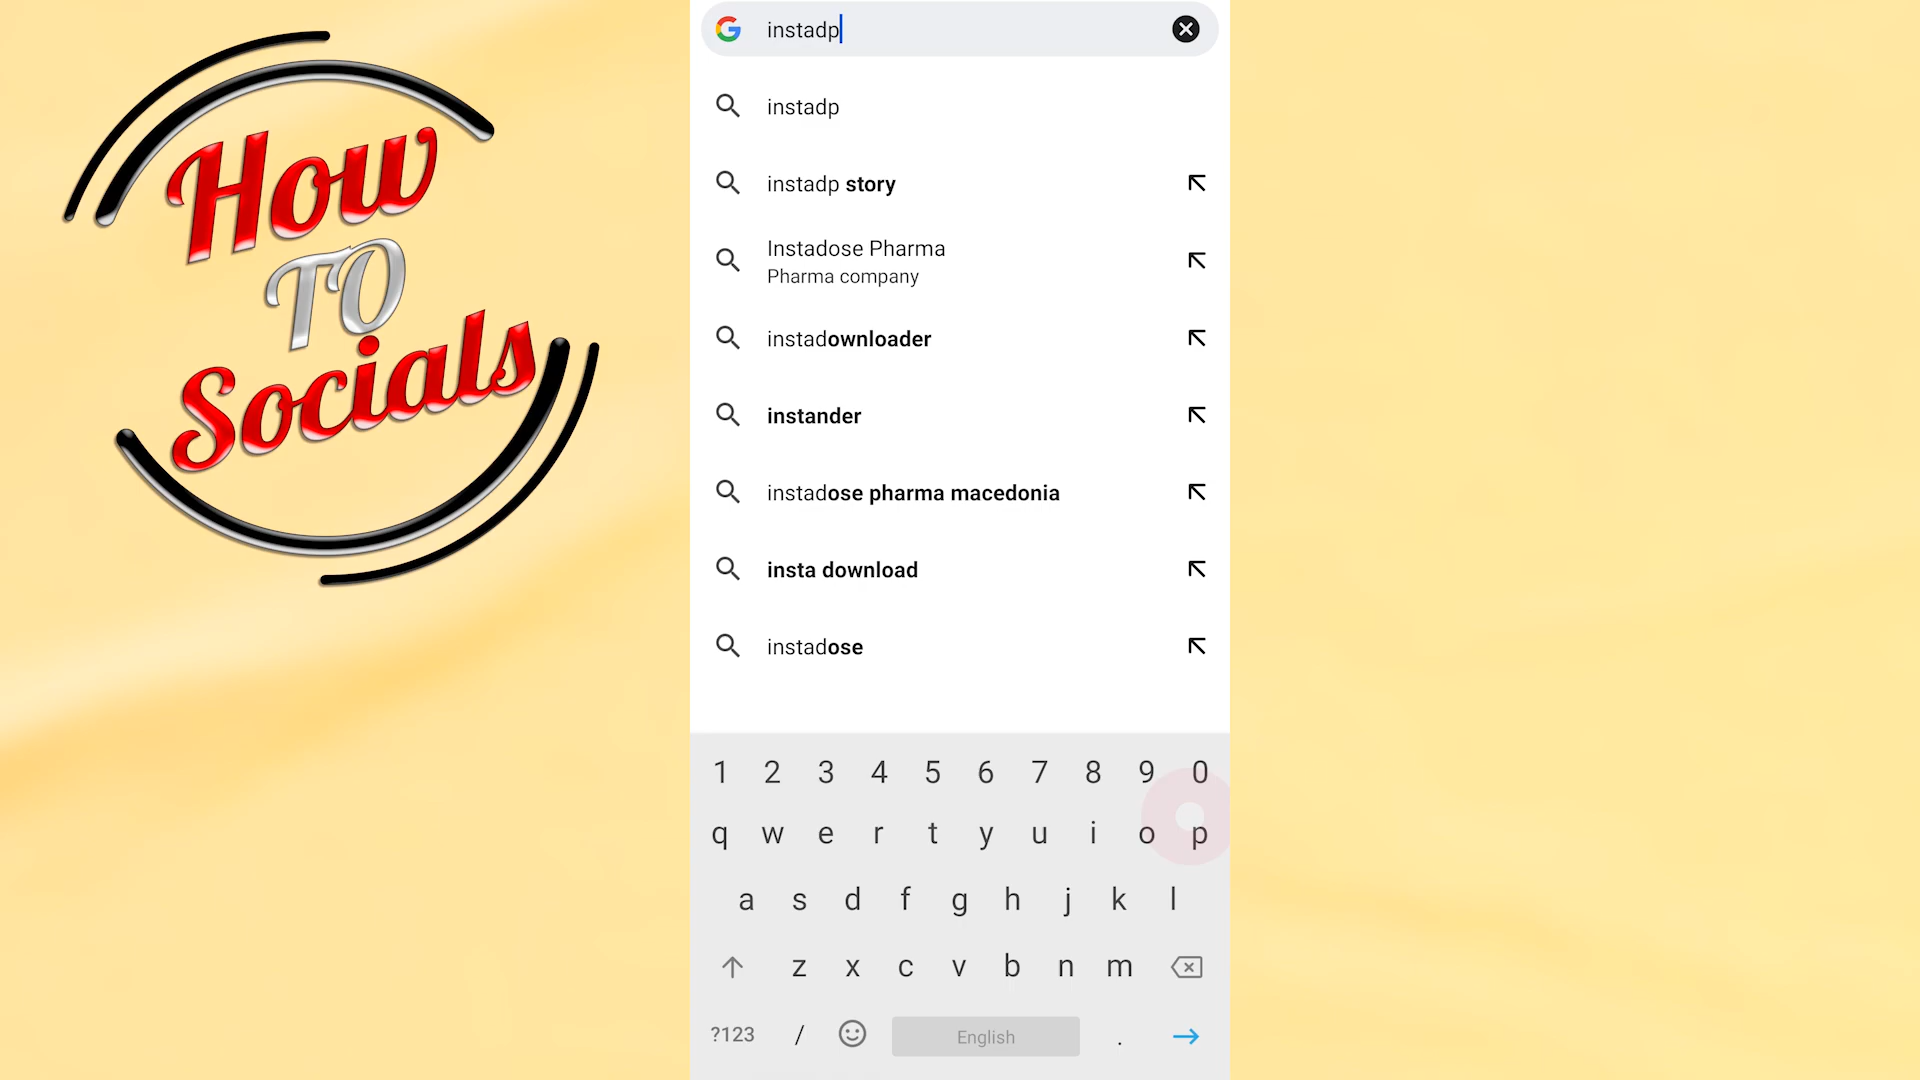 How
TO
Socials
instadp
instadp
instadp story
Instadose Pharma
Pharma company
instadownloader
instander
instadose pharma macedonia
insta download
instadose
1 2 3 4 5 6 7 8 9 0
q w e r t y u i o p
a s d f g h j k l
z x c v b n m
?123 / English .